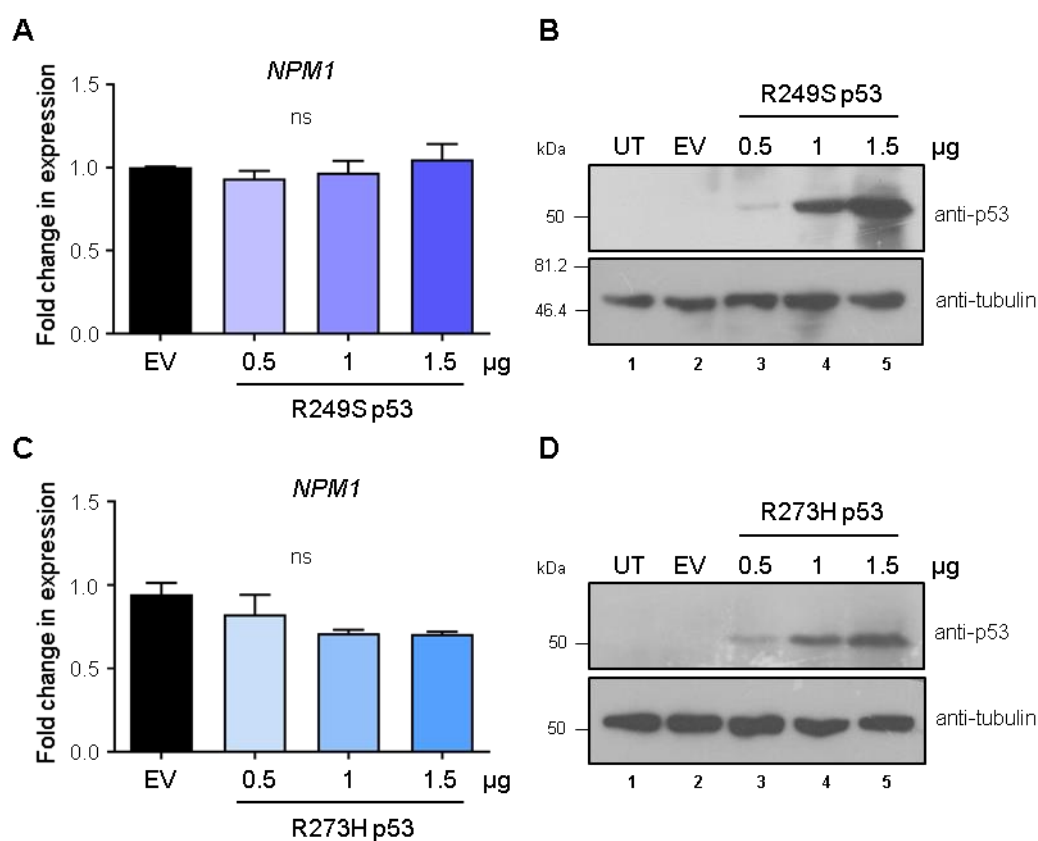 A
NPM1
ns
Fold change in expression
1.5
1.0
0.5
0.0
EV 0.5 1 1.5 µg
R249S p53
B
R249S p53
kDa UT EV 0.5 1 1.5 µg
50 anti-p53
81.2
46.4 anti-tubulin
1 2 3 4 5
C
NPM1
ns
Fold change in expression
1.5
1.0
0.5
0.0
EV 0.5 1 1.5 µg
R273H p53
D
R273H p53
kDa UT EV 0.5 1 1.5 µg
50 anti-p53
50 anti-tubulin
1 2 3 4 5